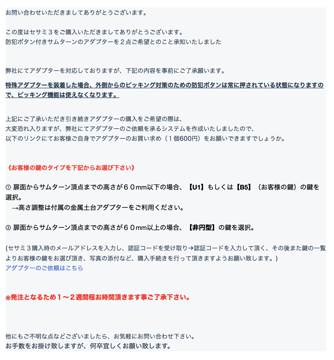 お問い合わせいただきましてありがとうございます。
この度はセサミ３をご購入いただきましてありがとうございます。
防犯ボタン付きサムターンのアダプターを２点ご希望とのこと承知いたしました
弊社にてアダプターを対応しておりますが、下記の内容を事前にご了承願います。
特殊アダプターを装着した場合、外側からのピッキング対策のための防犯ボタンは常に押されている状態になりますの
で、ピッキング機能は使えなくなります。
上記にご了承いただき引き続きアダプターの購入をご希望の際は、
大変恐れ入りますが、弊社にてアダプターのご依頼を承るシステムを作成いたしましたので、
以下のリンクにてお客様ご自身でアダプターのお買い求め（１個600円）をお願いできますでしょうか。
《お客様の鍵のタイプを下記からお選び下さい》
① 扉面からサムターン頂点までの高さが６０ｍｍ以下の場合、【U1】もしくは【B5】（お客様の鍵）の鍵を
選択。
→高さ調整は付属の金属土台アダプターをご利用ください。
② 扉面からサムターン頂点までの高さが６０ｍｍ以上の場合、【非円型】の鍵を選択。
(セサミ３購入時のメールアドレスを入力し、認証コードを受け取り→認証コードを入力して頂く、その後また鍵の一覧
よりお客様の鍵をお選び頂き、写真の添付など、購入手続きを行って頂きますようお願い致します。)
アダプターのご依頼はこちら
※発注となるため１〜２週間程お時間頂きます事ご了承下さい。
他にもご不明な点などございましたら、お気軽にお問い合わせ下さい。
お手数をお掛け致しますが、何卒宜しくお願い致します。